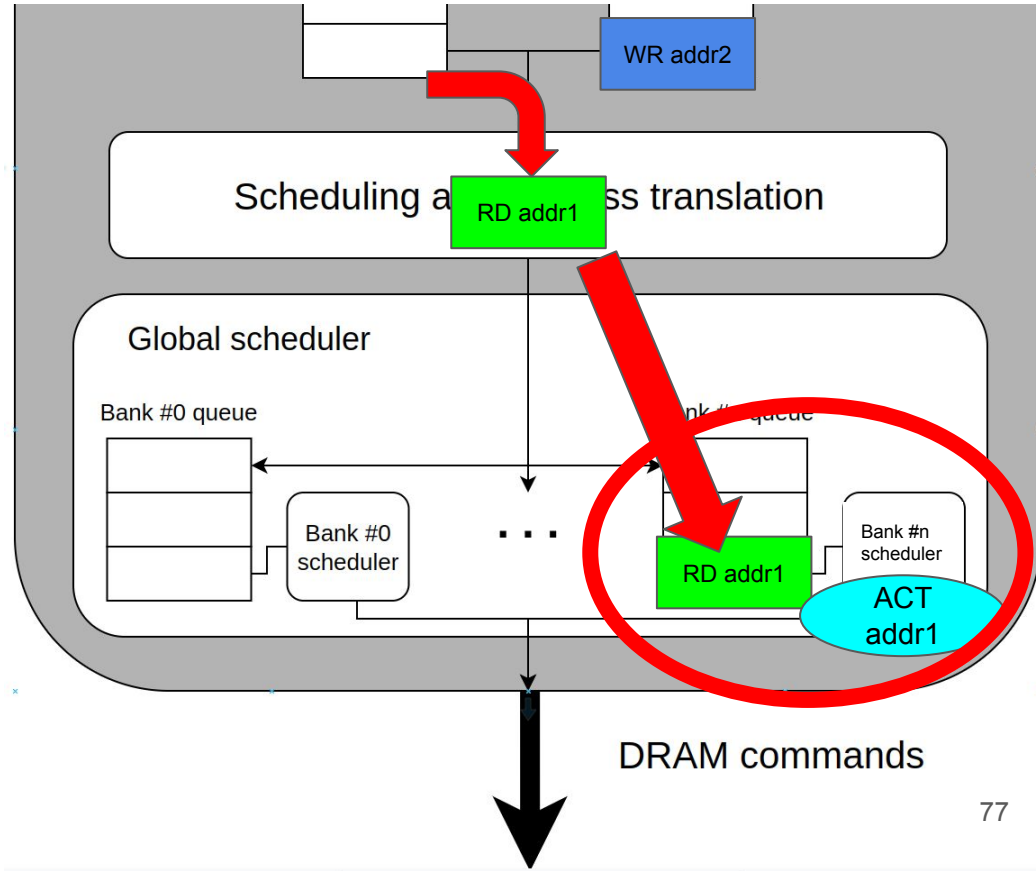 WR addr2
Scheduling a ss translation
RD addr1
Global scheduler
Bank #0 queue
Bank #0
scheduler
. . .
RD addr1
Bank #n
scheduler
ACT
addr1
DRAM commands
77